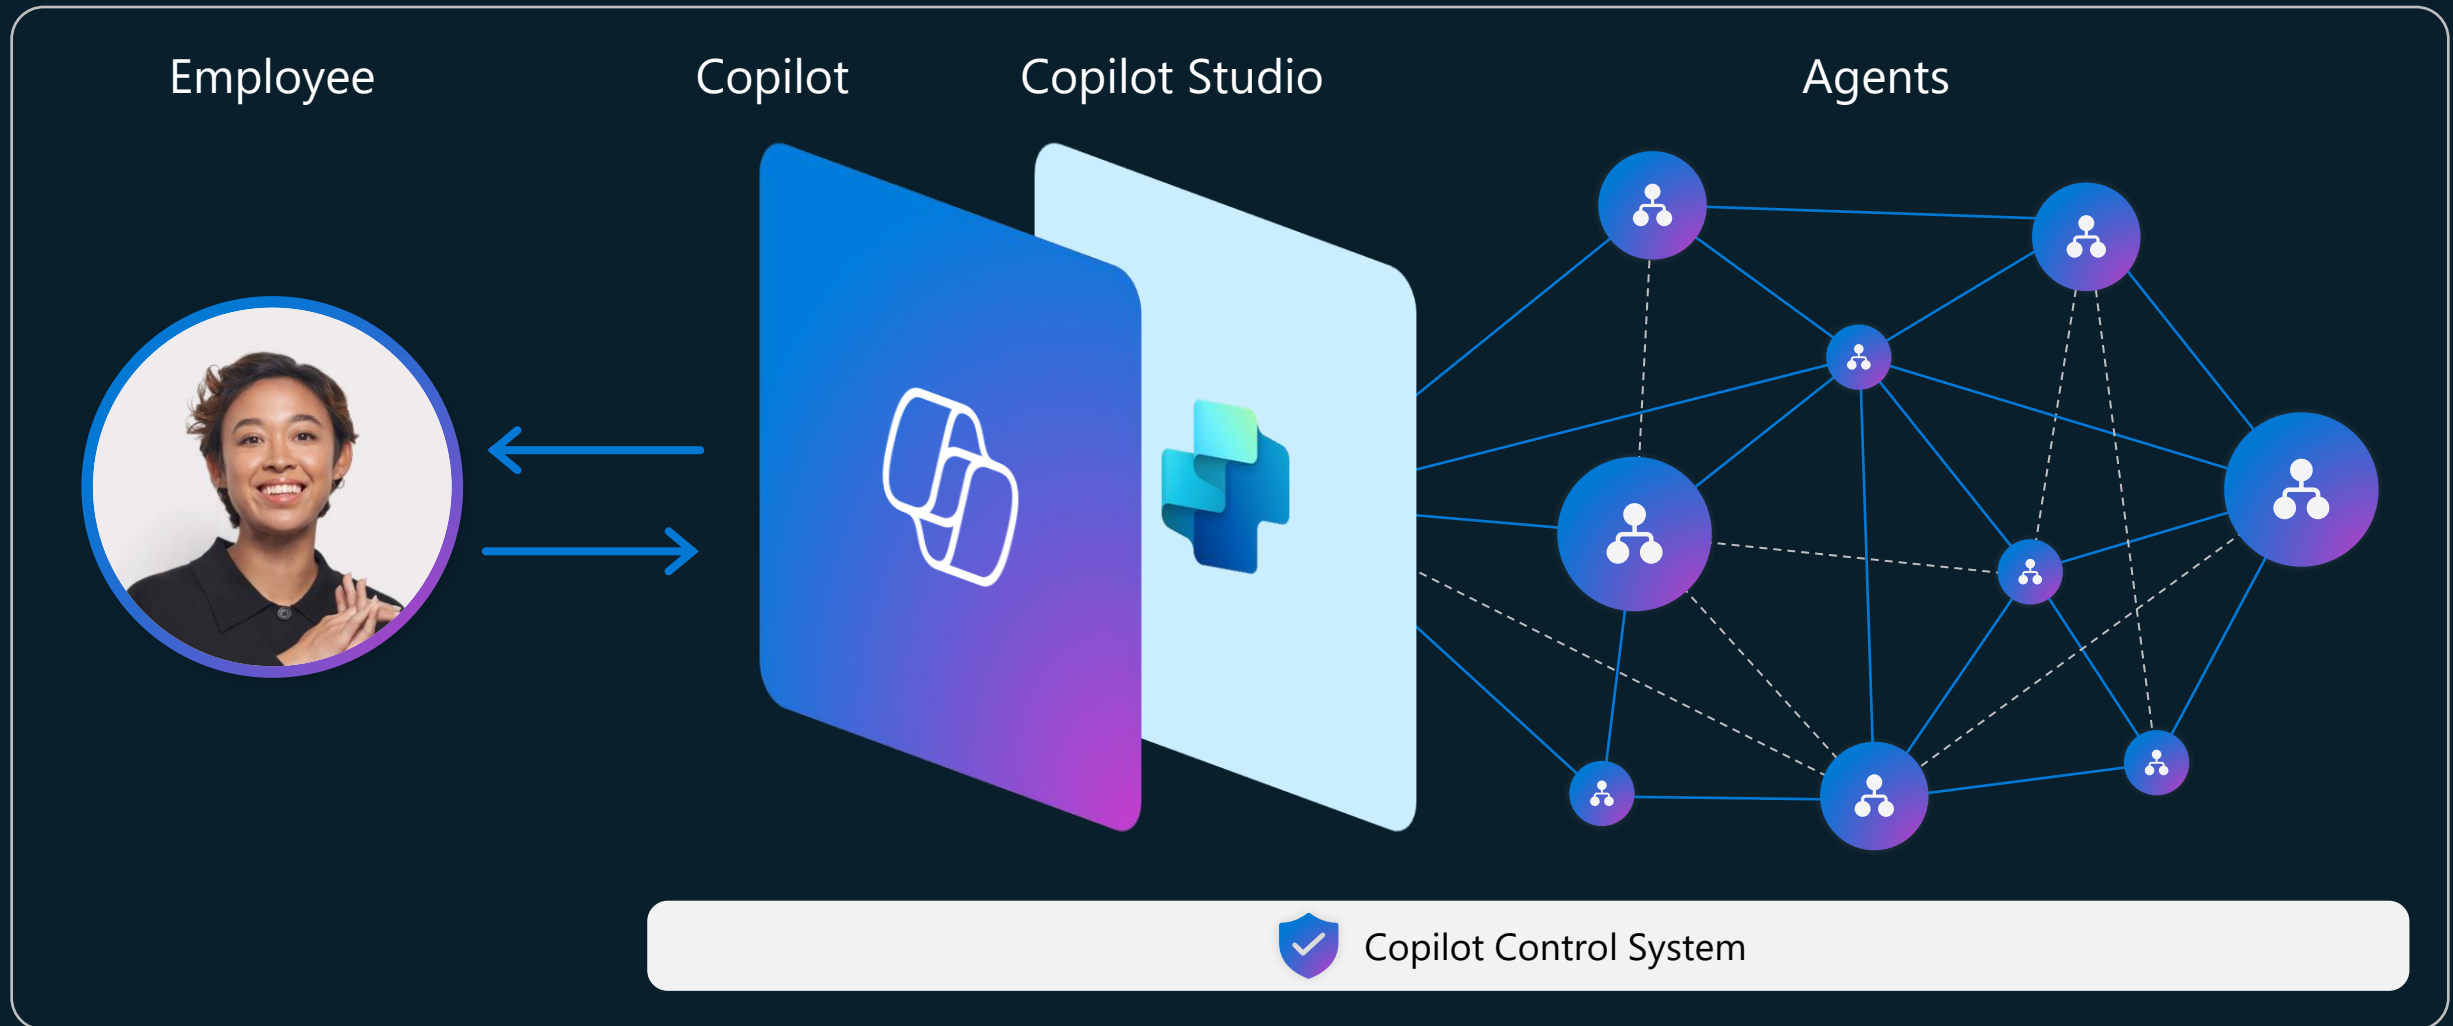 Employee
Copilot
Copilot Studio
Agents
Copilot Control System